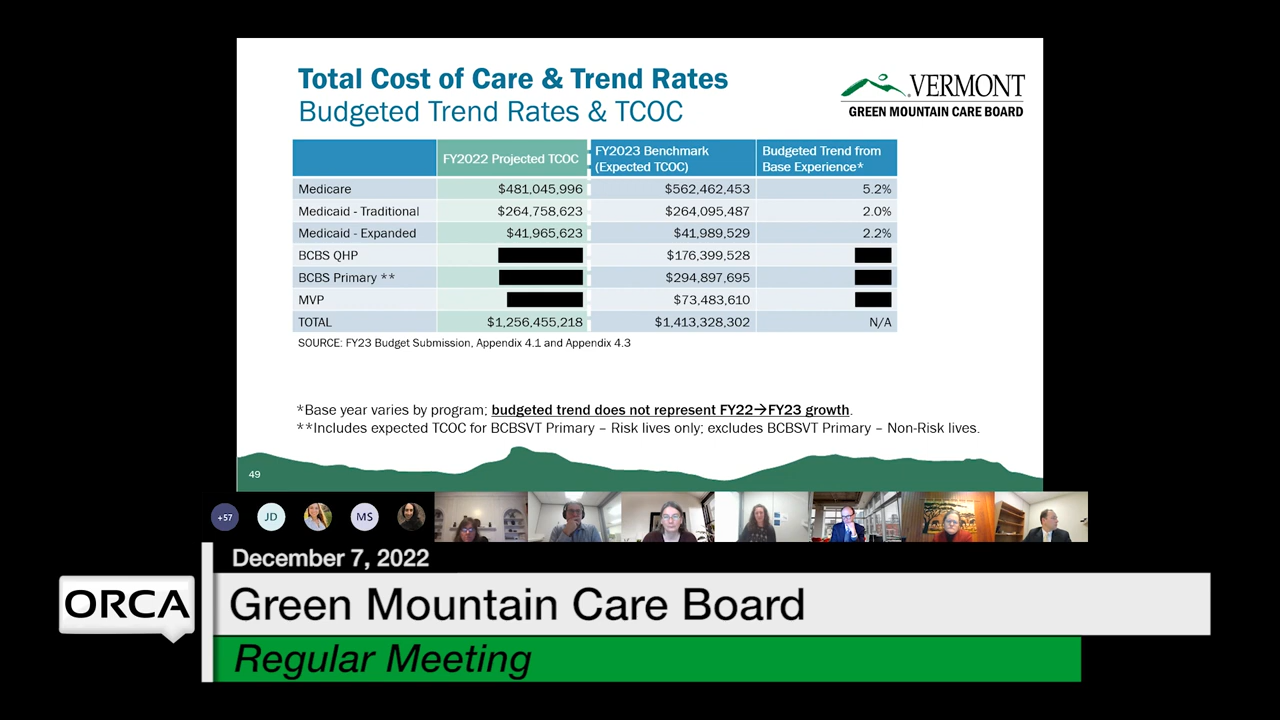 Total Cost of Care & Trend Rates
Budgeted Trend Rates & TCOC
VERMONT
GREEN MOUNTAIN CARE BOARD
FY2022 Projected TCOC
FY2023 Benchmark
(Expected TCOC)
Budgeted Trend from
Base Experience*
Medicare $481,045,996 $562,462,453 5.2%
Medicaid - Traditional $264,758,623 $264,095,487 2.0%
Medicaid - Expanded $41,965,623 $41,989,529 2.2%
BCBS QHP $176,399,528
BCBS Primary ** $294,897,695
MVP $73,483,610
TOTAL $1,256,455,218 $1,413,328,302 N/A
SOURCE: FY23 Budget Submission, Appendix 4.1 and Appendix 4.3
*Base year varies by program; budgeted trend does not represent FY22→FY23 growth.
**Includes expected TCOC for BCBSVT Primary – Risk lives only; excludes BCBSVT Primary – Non-Risk lives.
49
+57 JD MS
December 7, 2022
ORCA
Green Mountain Care Board
Regular Meeting